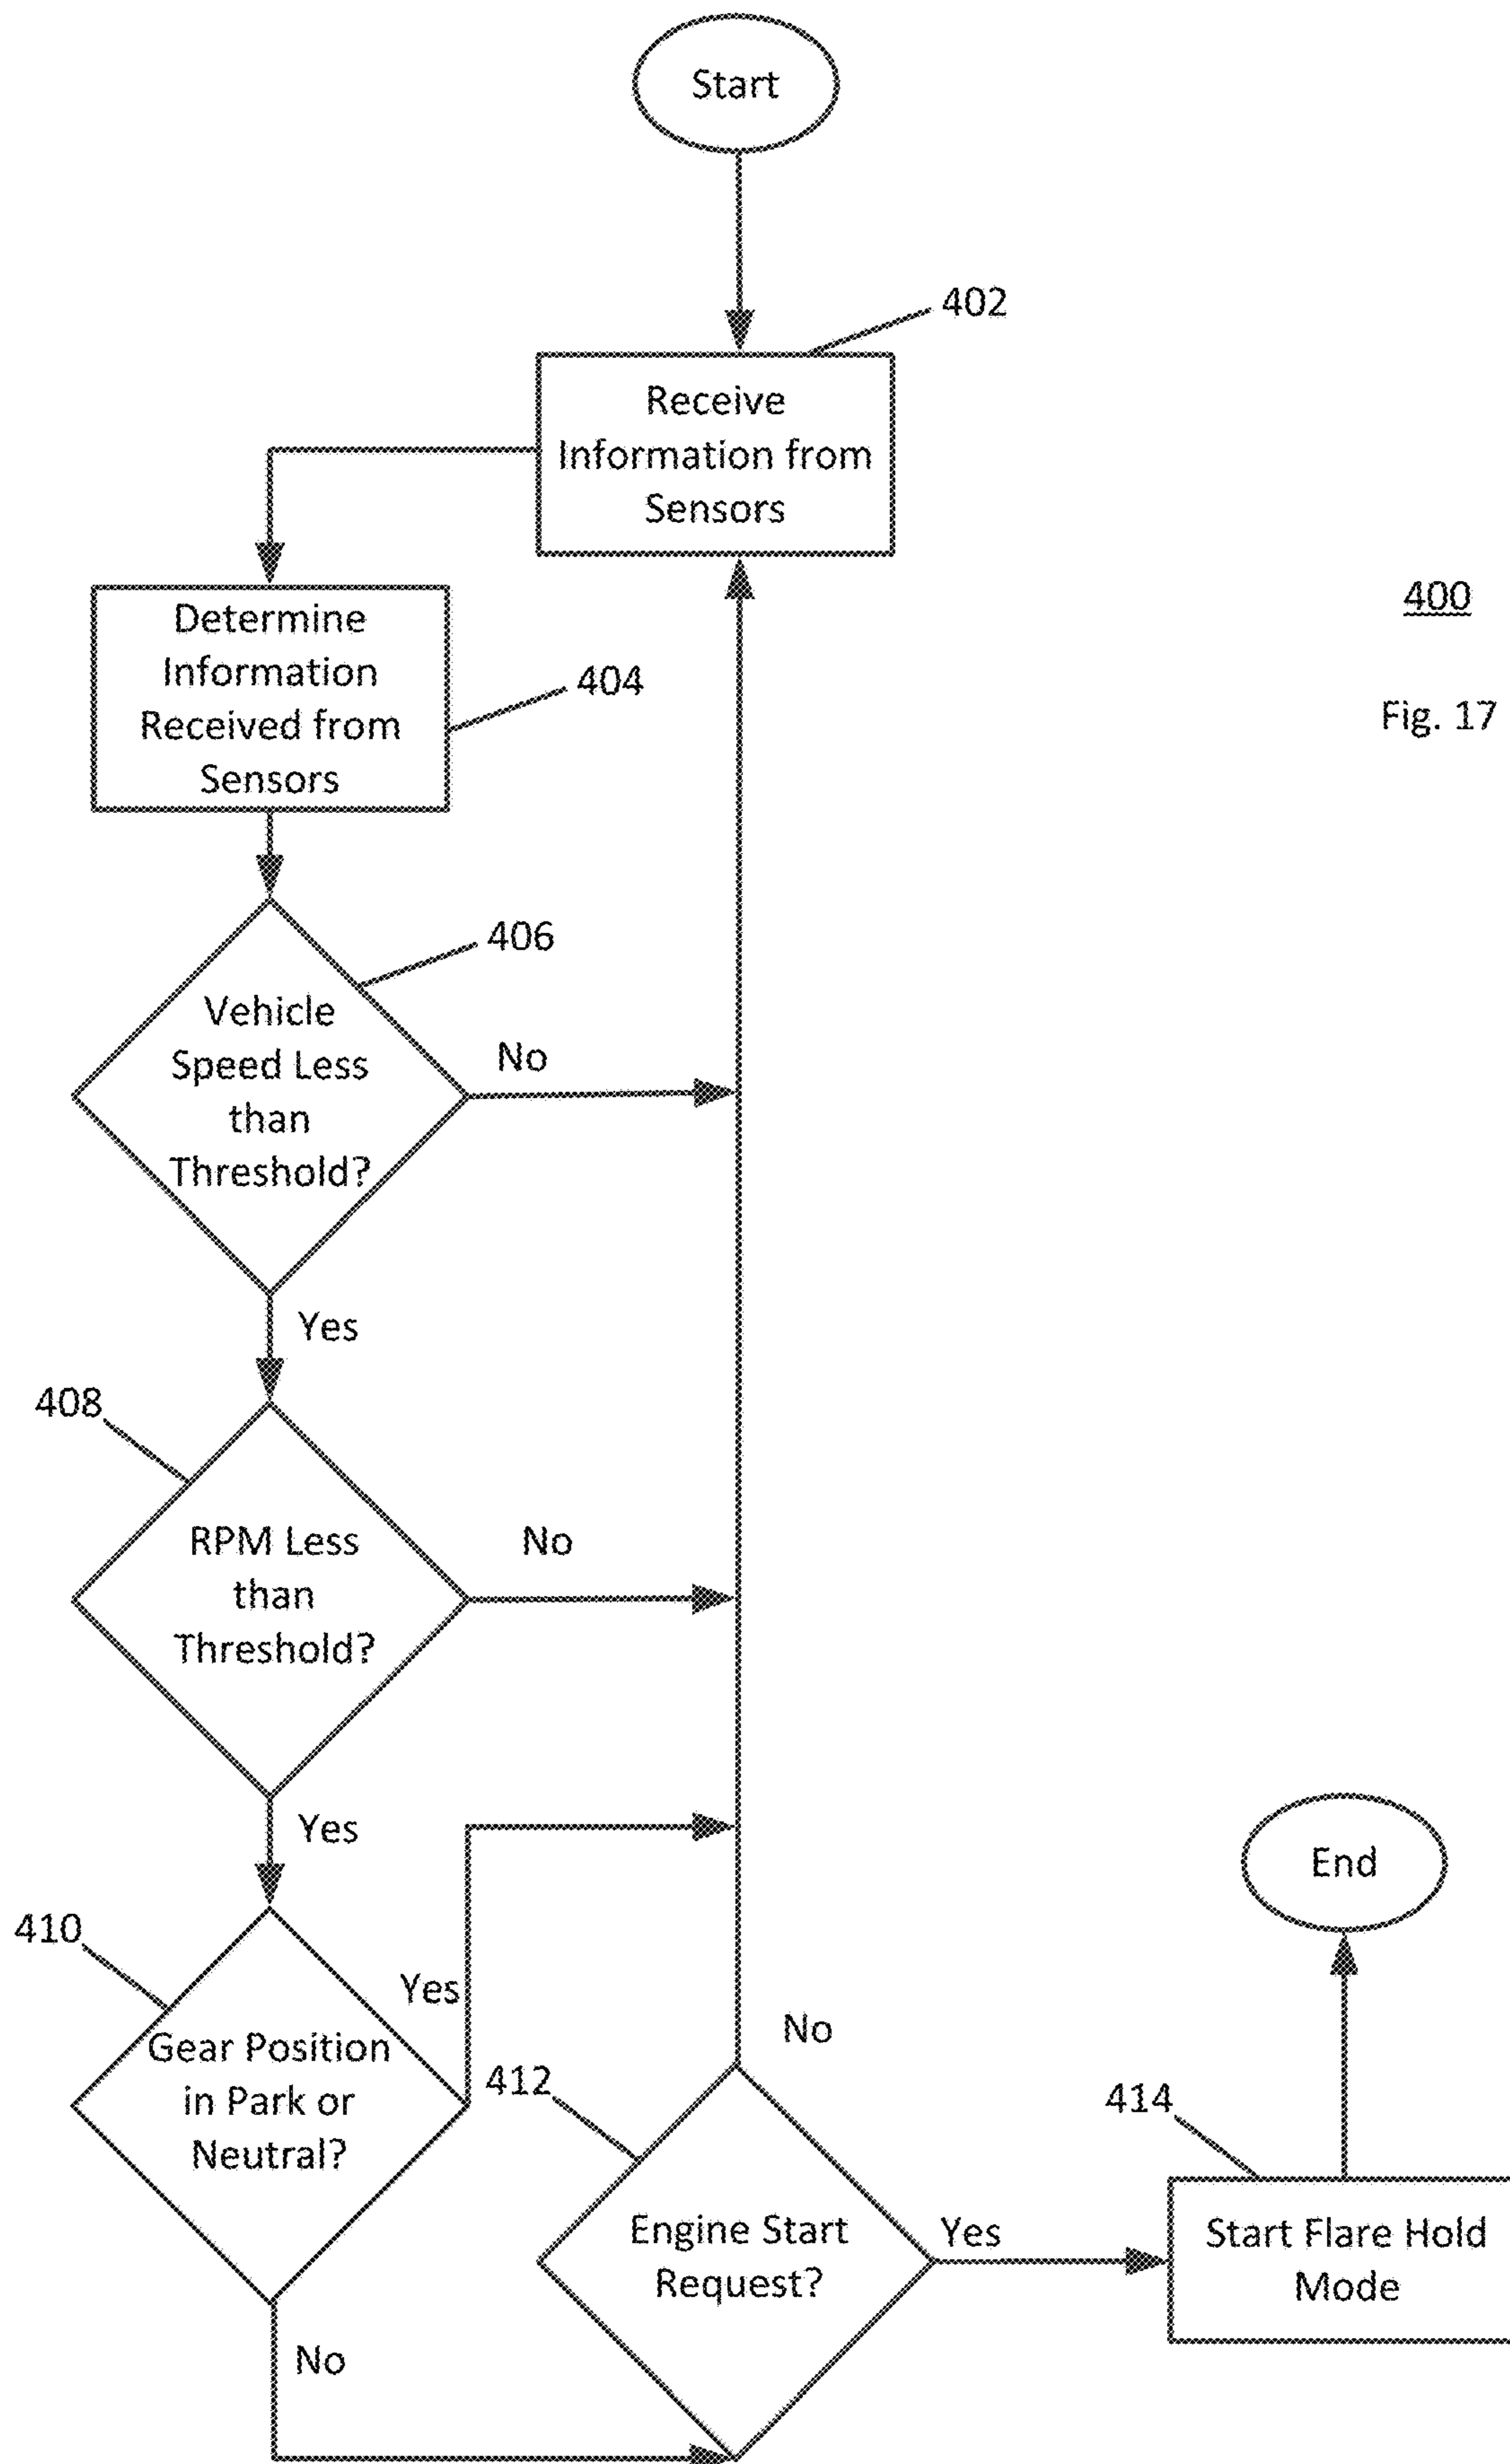 Start
402
Receive
Information from
Sensors
400
Fig. 17
Determine
Information
Received from
Sensors
404
406
Vehicle
Speed Less
than
Threshold?
No
Yes
408
RPM Less
than
Threshold?
No
Yes
410
Gear Position
in Park or
Neutral?
Yes
No
412
Engine Start
Request?
No
Yes
414
Start Flare Hold
Mode
End